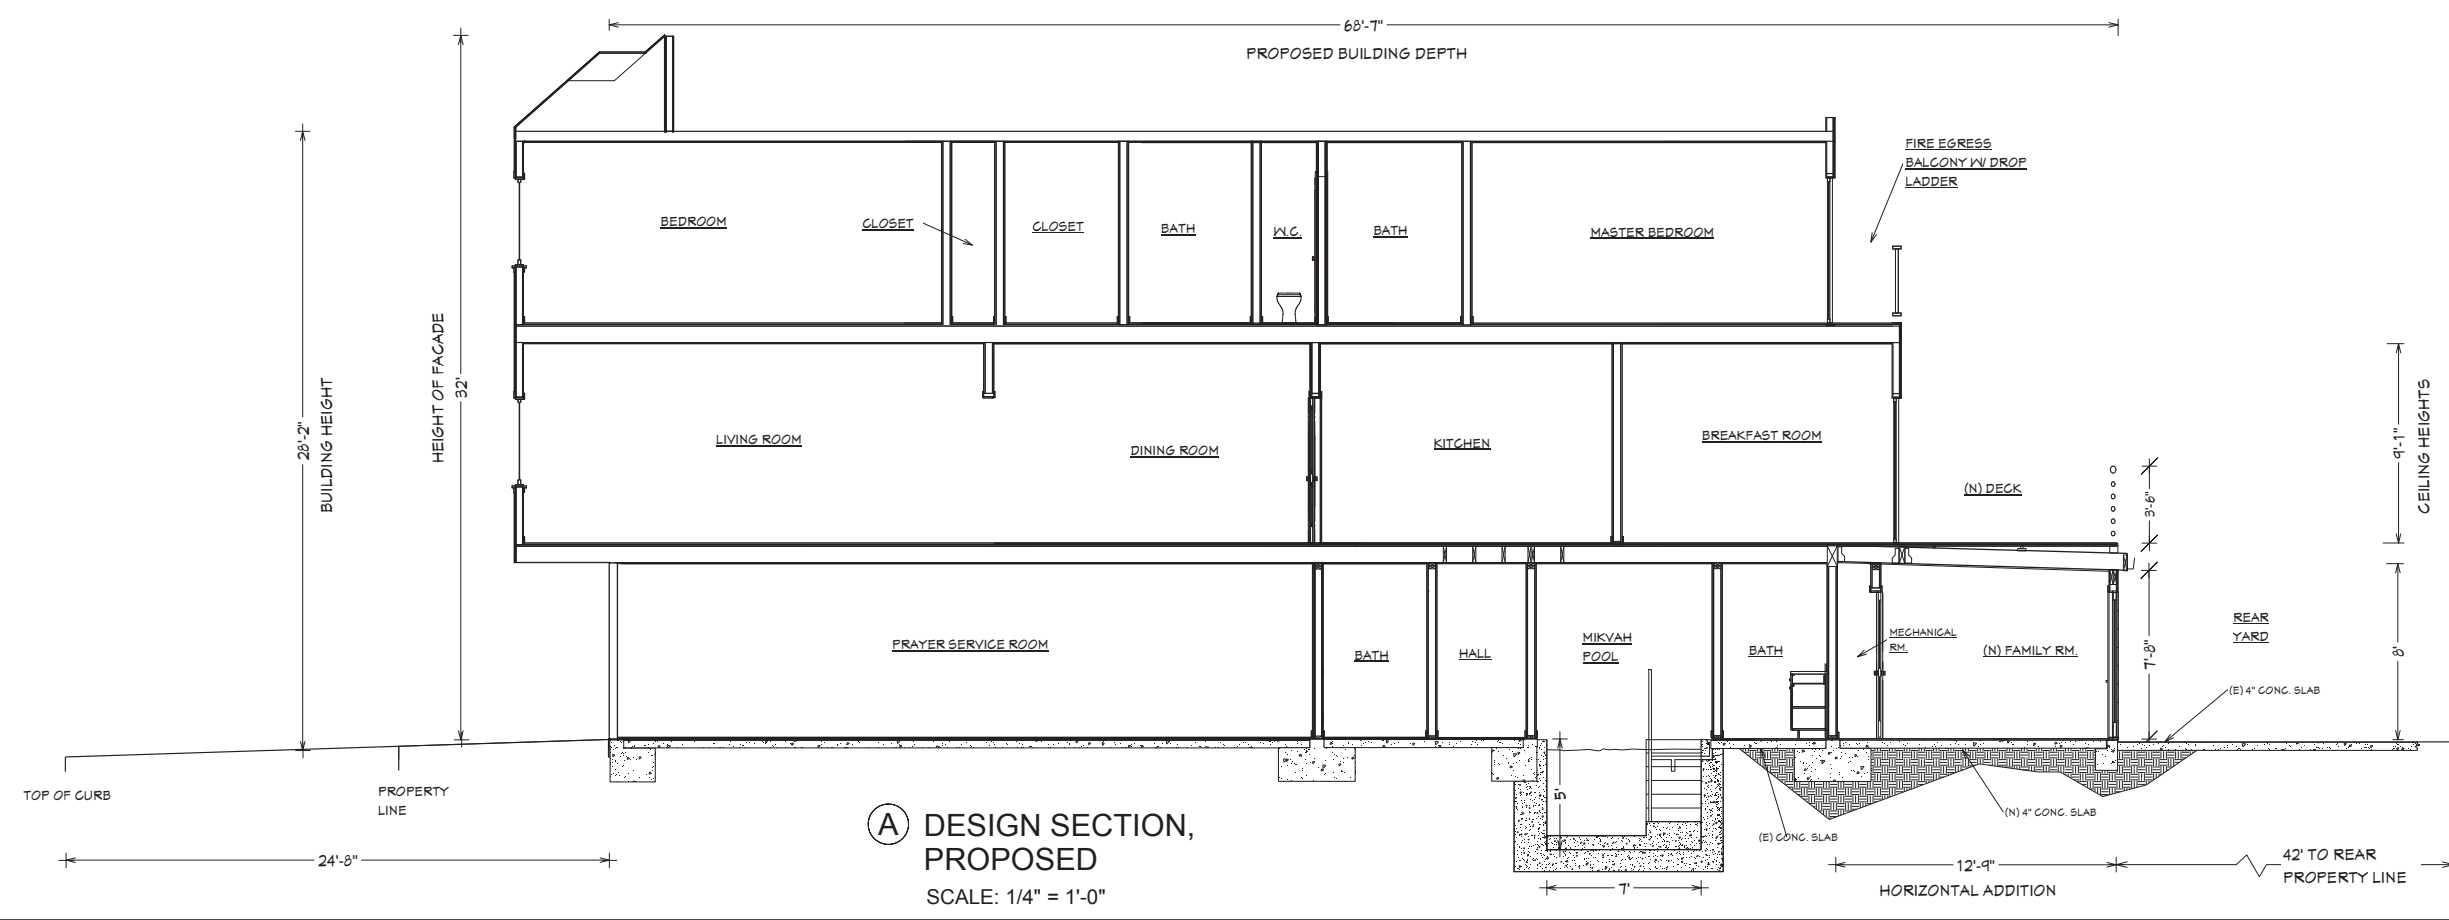 68'-7"
PROPOSED BUILDING DEPTH
FIRE EGRESS
BALCONY W/ DROP
LADDER
BUILDING HEIGHT
28'-2"
HEIGHT OF FACADE
32'
BEDROOM
CLOSET
CLOSET
BATH
W.C.
BATH
MASTER BEDROOM
LIVING ROOM
DINING ROOM
KITCHEN
BREAKFAST ROOM
(N) DECK
3'-6"
9'-1"
CEILING HEIGHTS
PRAYER SERVICE ROOM
BATH
HALL
MIKVAH
POOL
BATH
MECHANICAL
RM.
(N) FAMILY RM.
7'-8"
REAR
YARD
8'
(E) 4" CONC. SLAB
TOP OF CURB
PROPERTY
LINE
5'
(N) 4" CONC. SLAB
(E) CONC. SLAB
A
DESIGN SECTION,
PROPOSED
SCALE: 1/4" = 1'-0"
24'-8"
7'
12'-9"
HORIZONTAL ADDITION
42' TO REAR
PROPERTY LINE